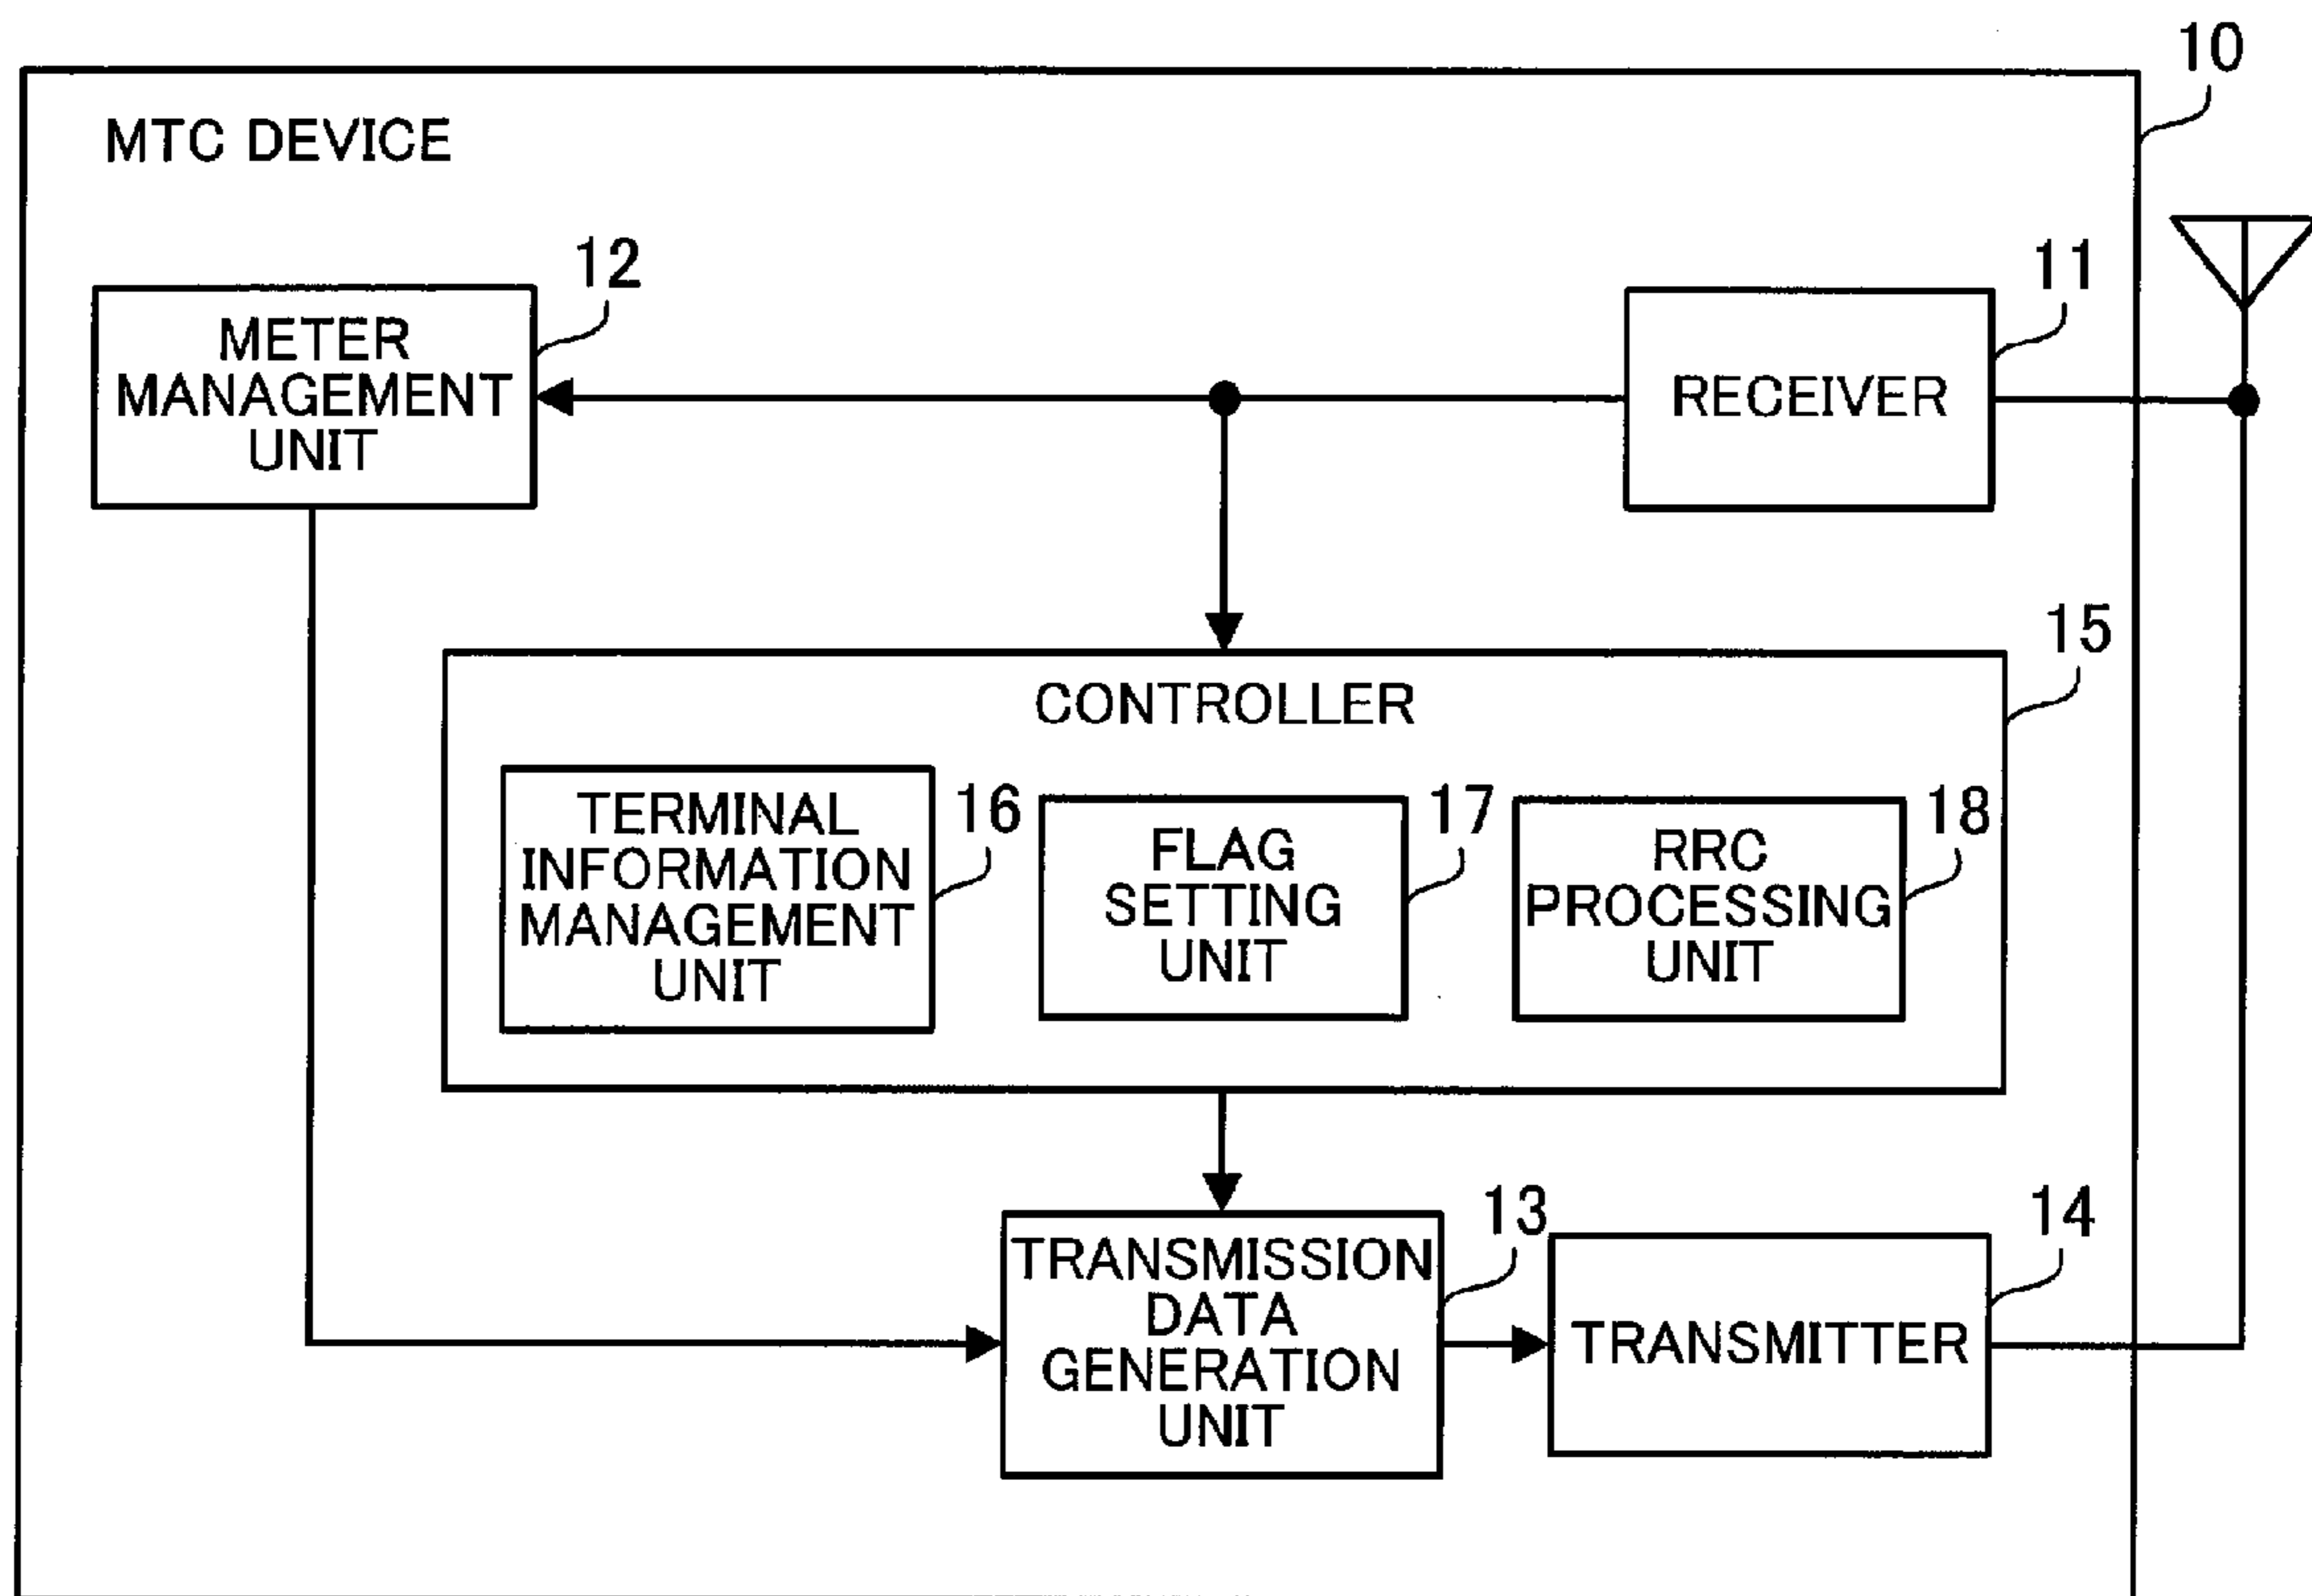 10
MTC DEVICE
12
11
METER
MANAGEMENT
UNIT
RECEIVER
15
CONTROLLER
16
17
18
TERMINAL
INFORMATION
MANAGEMENT
UNIT
FLAG
SETTING
UNIT
RRC
PROCESSING
UNIT
13
14
TRANSMISSION
DATA
GENERATION
UNIT
TRANSMITTER